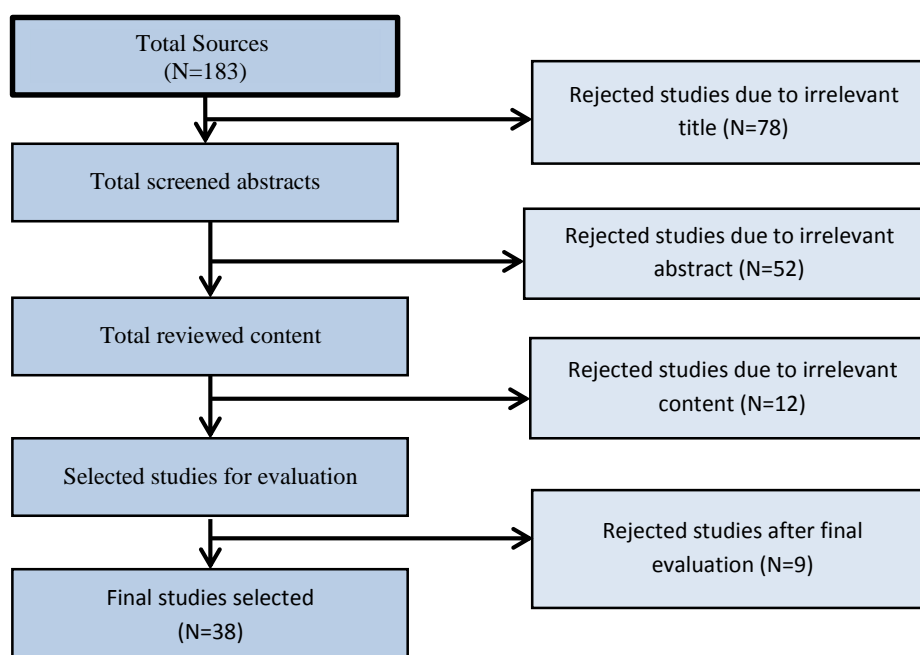 Total Sources
(N=183)
Rejected studies due to irrelevant
title (N=78)
Total screened abstracts
Rejected studies due to irrelevant
abstract (N=52)
Total reviewed content
Rejected studies due to irrelevant
content (N=12)
Selected studies for evaluation
Rejected studies after final
evaluation (N=9)
Final studies selected
(N=38)